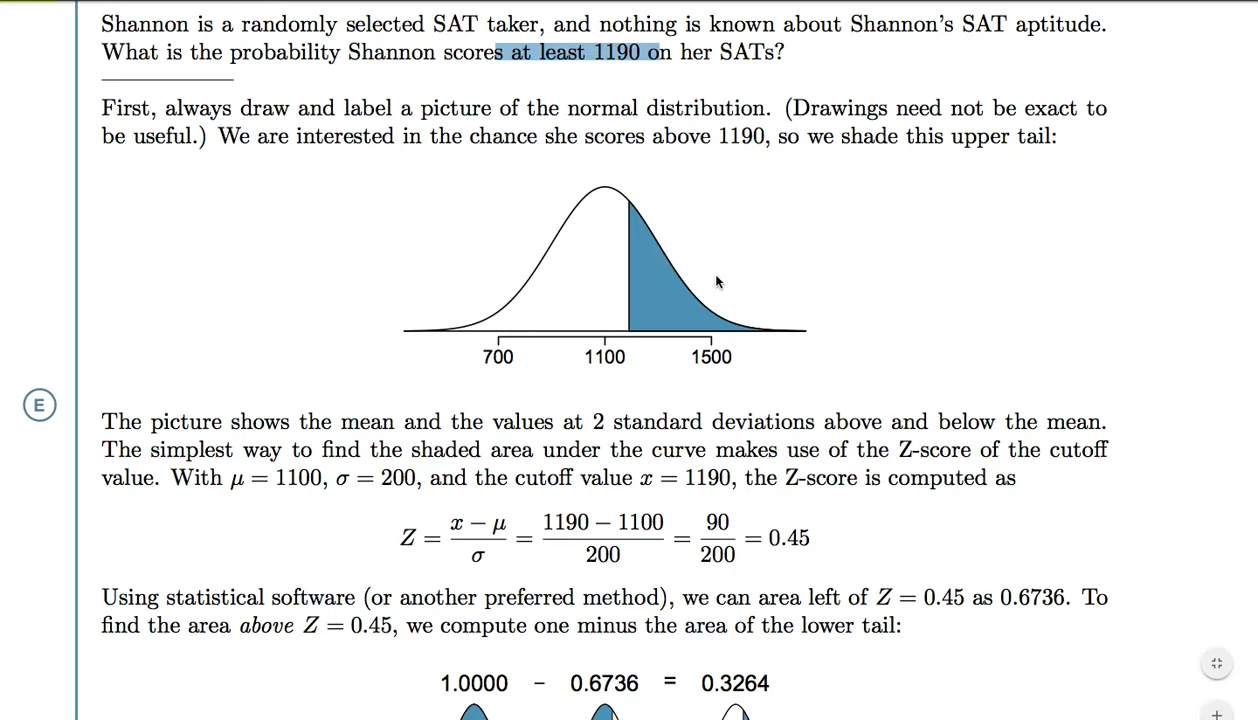 Shannon is a randomly selected SAT taker, and nothing is known about Shannon's SAT aptitude.
What is the probability Shannon scores at least 1190 on her SATs?
First, always draw and label a picture of the normal distribution. (Drawings need not be exact to
be useful.) We are interested in the chance she scores above 1190, so we shade this upper tail:
700 1100 1500
E
The picture shows the mean and the values at 2 standard deviations above and below the mean.
The simplest way to find the shaded area under the curve makes use of the Z-score of the cutoff
value. With μ = 1100, σ = 200, and the cutoff value x = 1190, the Z-score is computed as
Z = (x − μ)/σ = (1190 − 1100)/200 = 90/200 = 0.45
Using statistical software (or another preferred method), we can area left of Z = 0.45 as 0.6736. To
find the area above Z = 0.45, we compute one minus the area of the lower tail:
1.0000 − 0.6736 = 0.3264